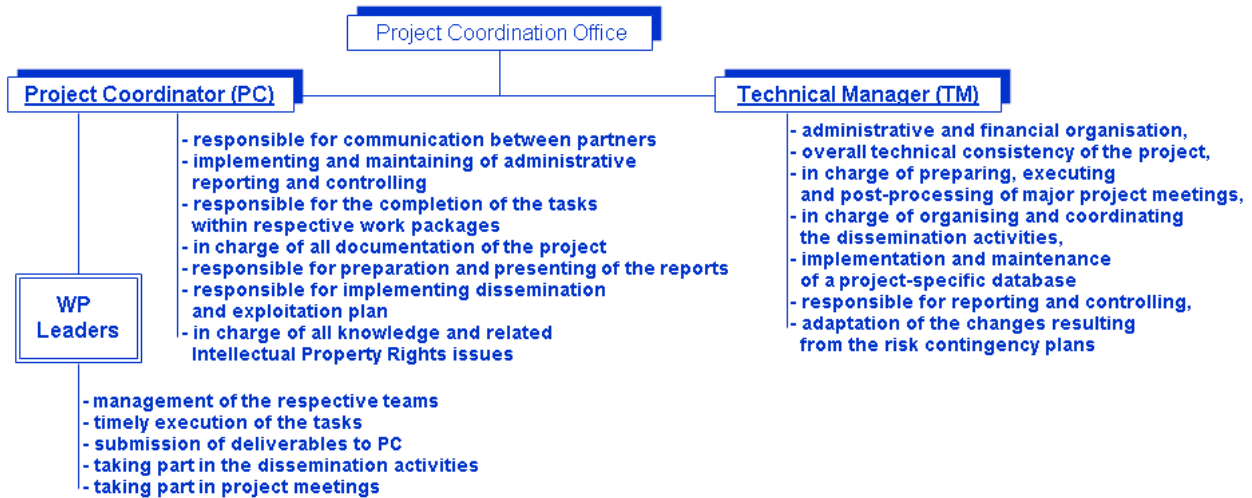 Project Coordination Office
Project Coordinator (PC)
- responsible for communication between partners
- implementing and maintaining of administrative
reporting and controlling
- responsible for the completion of the tasks
within respective work packages
- in charge of all documentation of the project
- responsible for preparation and presenting of the reports
- responsible for implementing dissemination
and exploitation plan
- in charge of all knowledge and related
Intellectual Property Rights issues
WP
Leaders
- management of the respective teams
- timely execution of the tasks
- submission of deliverables to PC
- taking part in the dissemination activities
- taking part in project meetings
Technical Manager (TM)
- administrative and financial organisation,
- overall technical consistency of the project,
- in charge of preparing, executing
and post-processing of major project meetings,
- in charge of organising and coordinating
the dissemination activities,
- implementation and maintenance
of a project-specific database
- responsible for reporting and controlling,
- adaptation of the changes resulting
from the risk contingency plans